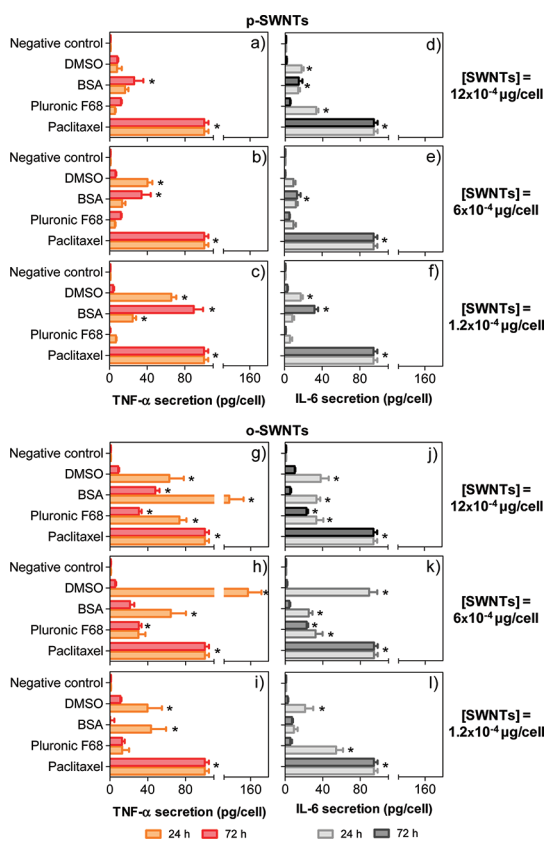 p-SWNTs
Negative control
DMSO
BSA
Pluronic F68
Paclitaxel
a)
*
*
d)
*
*
*
*
[SWNTs] =
12x10-4 μg/cell
Negative control
DMSO
BSA
Pluronic F68
Paclitaxel
b)
*
*
*
e)
*
*
[SWNTs] =
6x10-4 μg/cell
Negative control
DMSO
BSA
Pluronic F68
Paclitaxel
c)
*
*
*
*
f)
*
*
*
[SWNTs] =
1.2x10-4 μg/cell
0 40 80 160 0 40 80 160
TNF-α secretion (pg/cell) IL-6 secretion (pg/cell)
o-SWNTs
Negative control
DMSO
BSA
Pluronic F68
Paclitaxel
g)
*
*
*
*
*
*
j)
*
*
*
*
*
[SWNTs] =
12x10-4 μg/cell
Negative control
DMSO
BSA
Pluronic F68
Paclitaxel
h)
*
*
*
*
k)
*
*
*
*
[SWNTs] =
6x10-4 μg/cell
Negative control
DMSO
BSA
Pluronic F68
Paclitaxel
i)
*
*
*
l)
*
*
*
[SWNTs] =
1.2x10-4 μg/cell
0 40 80 160 0 40 80 160
TNF-α secretion (pg/cell) IL-6 secretion (pg/cell)
24 h 72 h 24 h 72 h